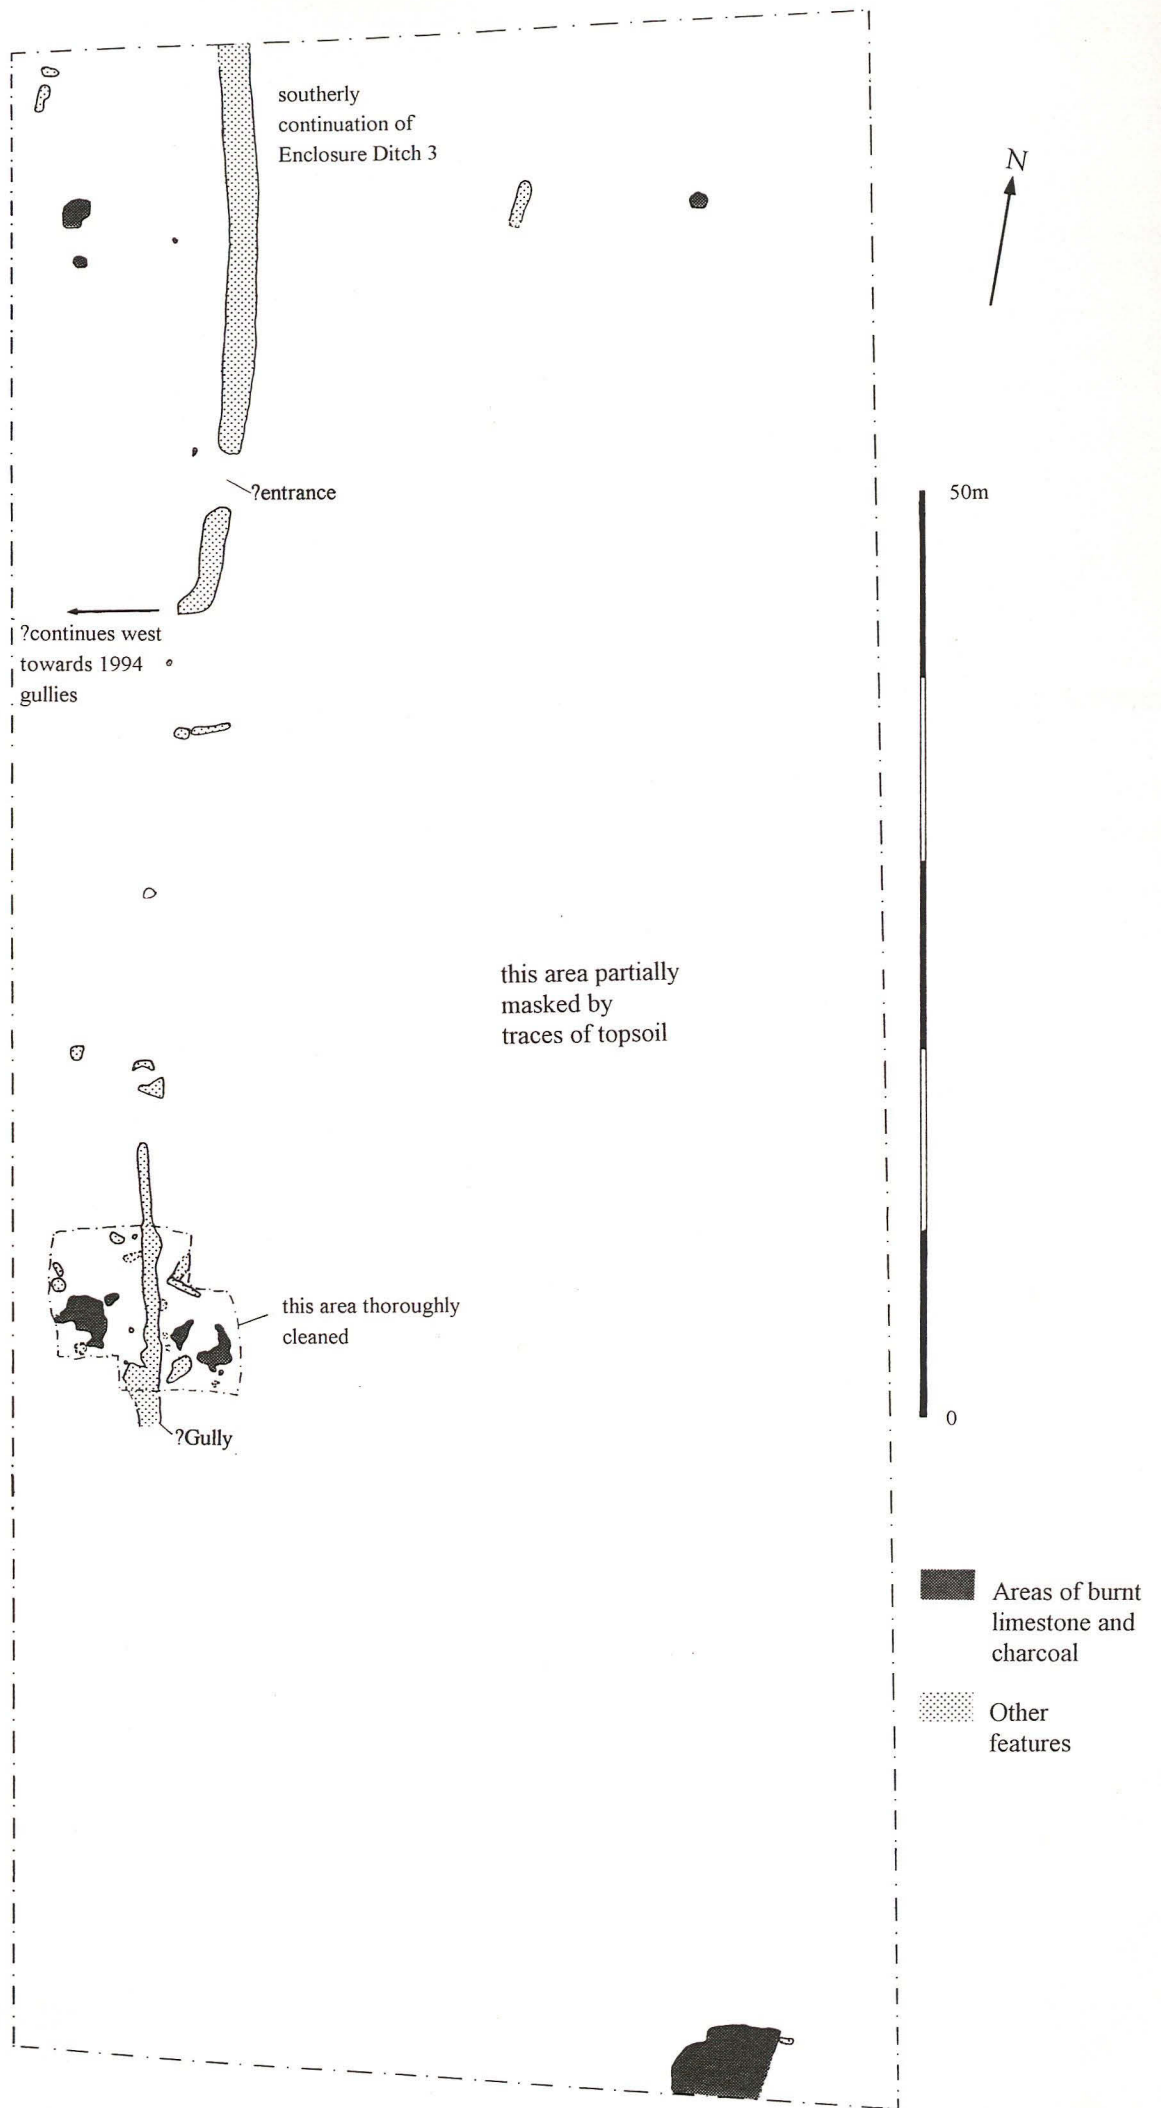 southerly
continuation of
Enclosure Ditch 3
N
?entrance
50m
?continues west
towards 1994
gullies
this area partially
masked by
traces of topsoil
this area thoroughly
cleaned
0
?Gully
Areas of burnt
limestone and
charcoal
Other
features